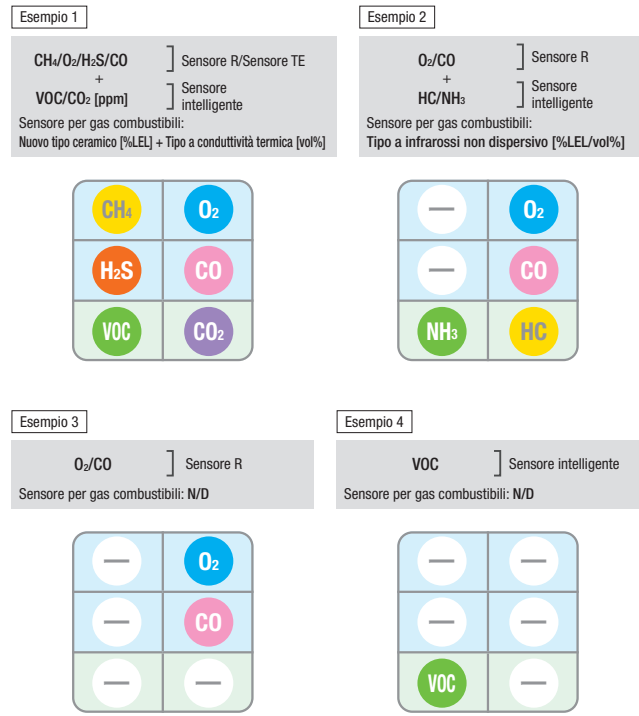 Esempio 1
CH₄/O₂/H₂S/CO ] Sensore R/Sensore TE
+
VOC/CO₂ [ppm] ] Sensore intelligente
Sensore per gas combustibili:
Nuovo tipo ceramico [%LEL] + Tipo a conduttività termica [vol%]
CH₄ O₂
H₂S CO
VOC CO₂
Esempio 2
O₂/CO ] Sensore R
+
HC/NH₃ ] Sensore intelligente
Sensore per gas combustibili:
Tipo a infrarossi non dispersivo [%LEL/vol%]
— O₂
— CO
NH₃ HC
Esempio 3
O₂/CO ] Sensore R
Sensore per gas combustibili: N/D
— O₂
— CO
— —
Esempio 4
VOC ] Sensore intelligente
Sensore per gas combustibili: N/D
— —
— —
VOC —